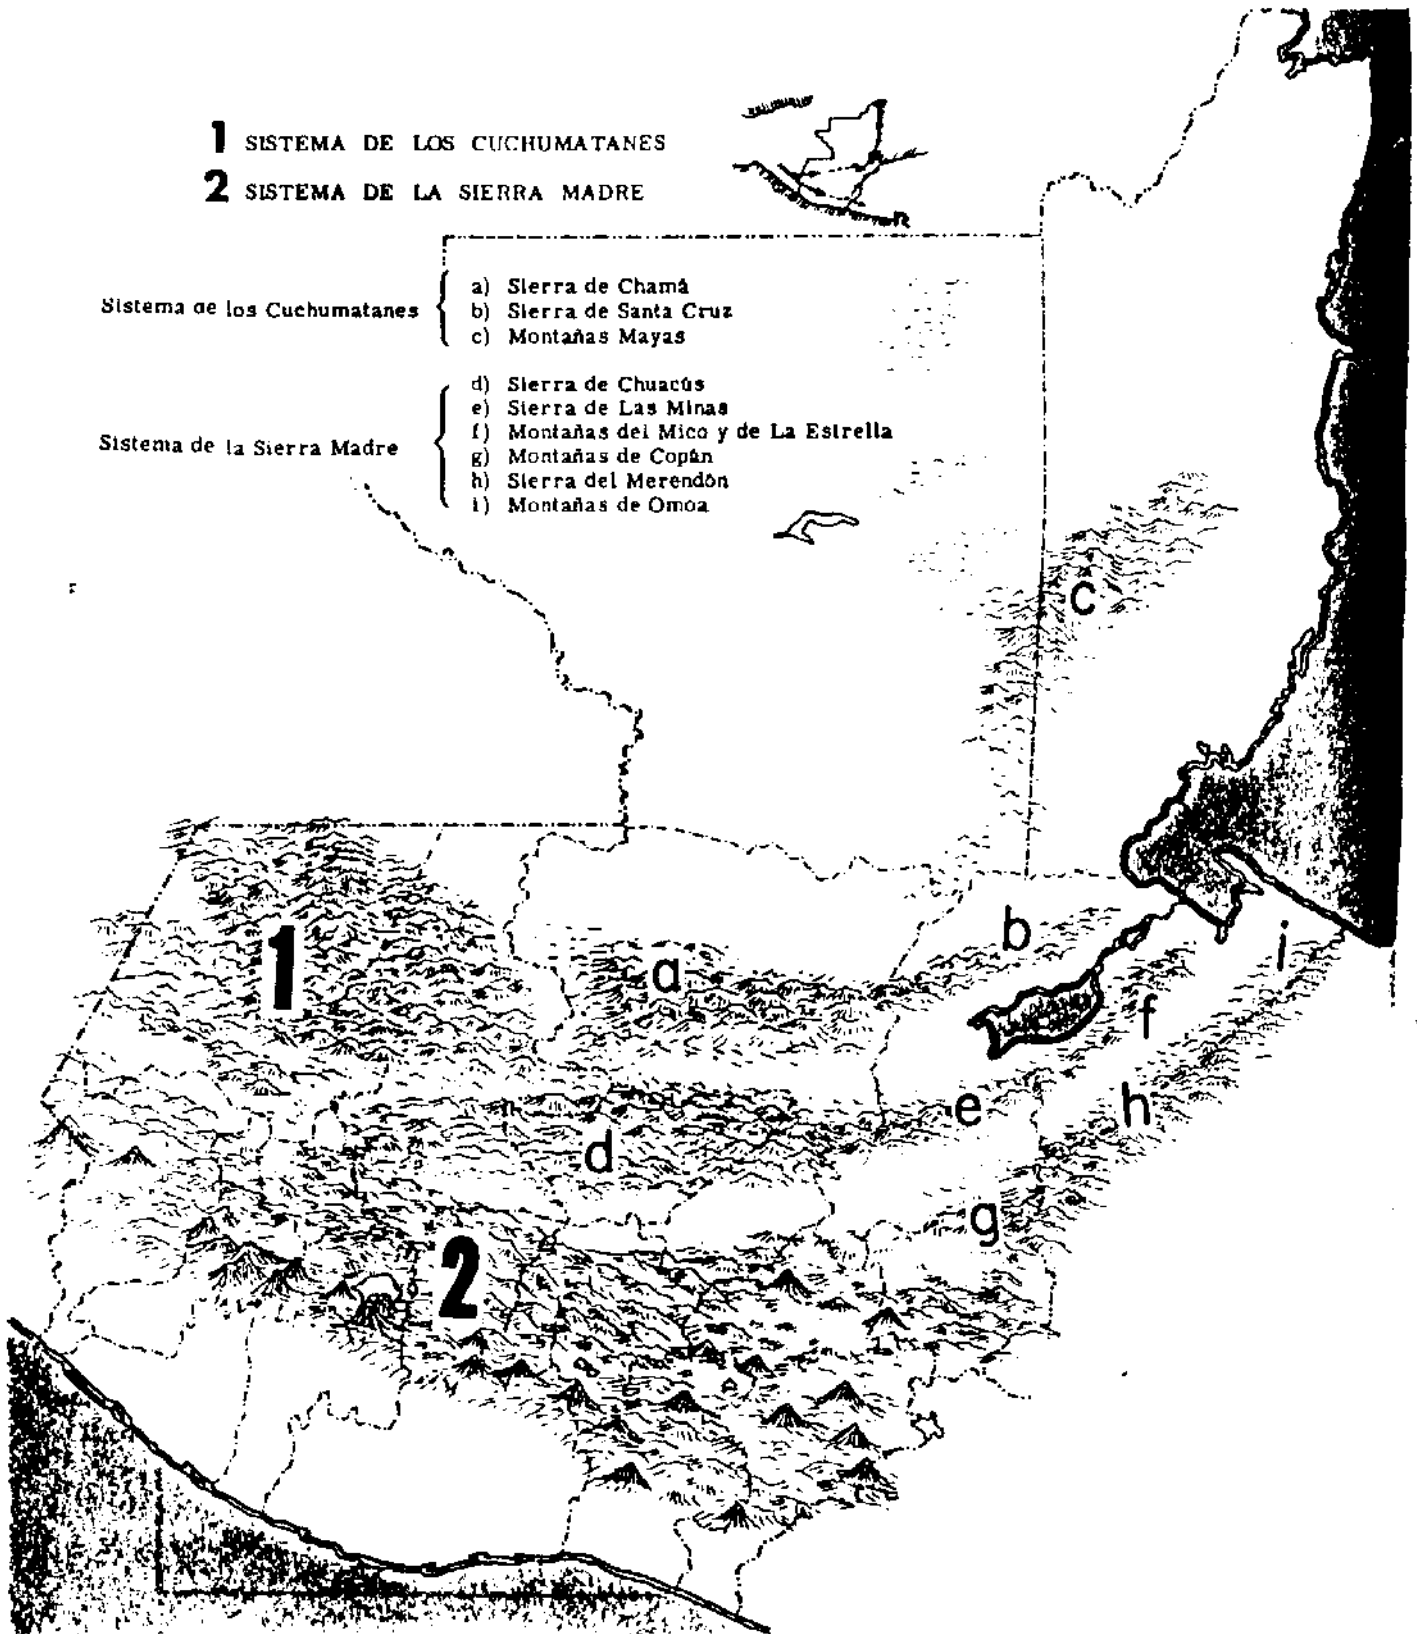 1 SISTEMA DE LOS CUCHUMATANES
2 SISTEMA DE LA SIERRA MADRE
Sistema de los Cuchumatanes
a) Sierra de Chamá
b) Sierra de Santa Cruz
c) Montañas Mayas
Sistema de la Sierra Madre
d) Sierra de Chuacús
e) Sierra de Las Minas
f) Montañas del Mico y de La Estrella
g) Montañas de Copán
h) Sierra del Merendón
i) Montañas de Omoa
c
1
a
b
i
f
e
h
d
g
2